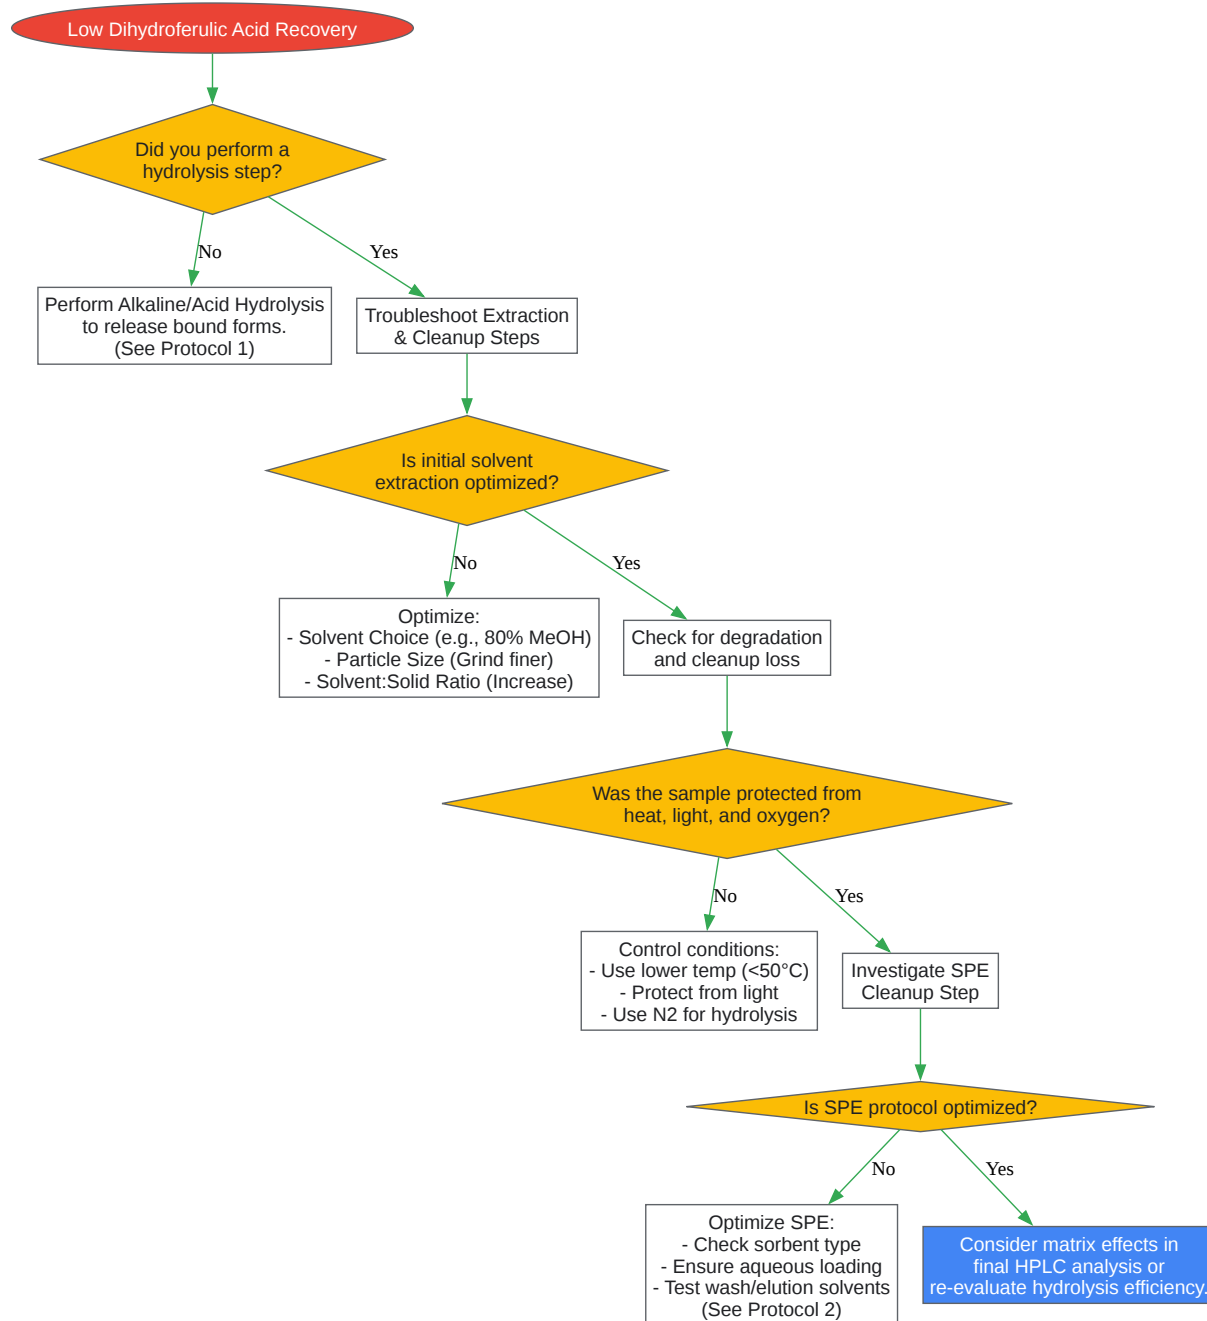 Low Dihydroferulic Acid Recovery
Did you perform a
hydrolysis step?
No
Yes
Perform Alkaline/Acid Hydrolysis
to release bound forms.
(See Protocol 1)
Troubleshoot Extraction
& Cleanup Steps
Is initial solvent
extraction optimized?
No
Yes
Optimize:
- Solvent Choice (e.g., 80% MeOH)
- Particle Size (Grind finer)
- Solvent:Solid Ratio (Increase)
Check for degradation
and cleanup loss
Was the sample protected from
heat, light, and oxygen?
No
Yes
Control conditions:
- Use lower temp (<50°C)
- Protect from light
- Use N2 for hydrolysis
Investigate SPE
Cleanup Step
Is SPE protocol optimized?
No
Yes
Optimize SPE:
- Check sorbent type
- Ensure aqueous loading
- Test wash/elution solvents
(See Protocol 2)
Consider matrix effects in
final HPLC analysis or
re-evaluate hydrolysis efficiency.